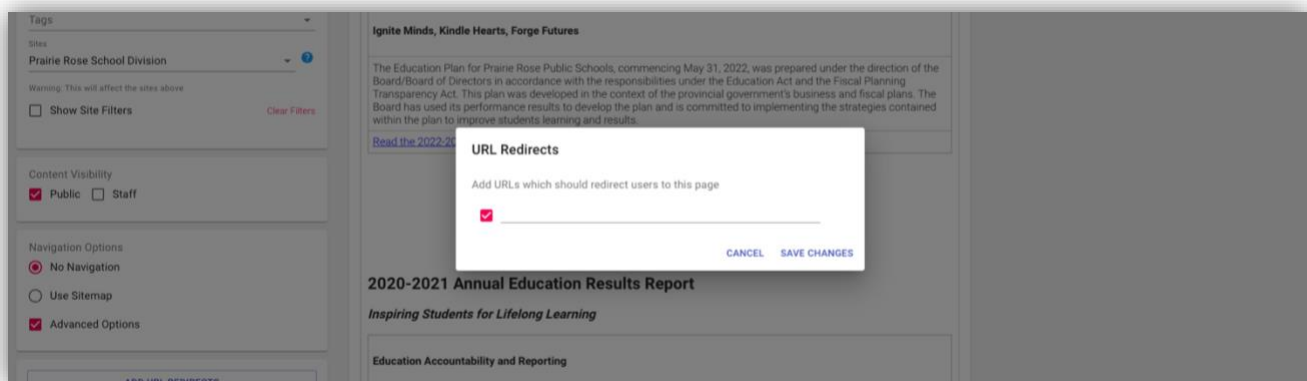 Tags
Sites
Prairie Rose School Division
Warning: This will affect the sites above
Show Site Filters
Clear Filters
Content Visibility
Public
Staff
Navigation Options
No Navigation
Use Sitemap
Advanced Options
ADD URL REDIRECTS
Ignite Minds, Kindle Hearts, Forge Futures
The Education Plan for Prairie Rose Public Schools, commencing May 31, 2022, was prepared under the direction of the
Board/Board of Directors in accordance with the responsibilities under the Education Act and the Fiscal Planning
Transparency Act. This plan was developed in the context of the provincial government's business and fiscal plans. The
Board has used its performance results to develop the plan and is committed to implementing the strategies contained
within the plan to improve students learning and results.
Read the 2022-20
URL Redirects
Add URLs which should redirect users to this page
CANCEL
SAVE CHANGES
2020-2021 Annual Education Results Report
Inspiring Students for Lifelong Learning
Education Accountability and Reporting